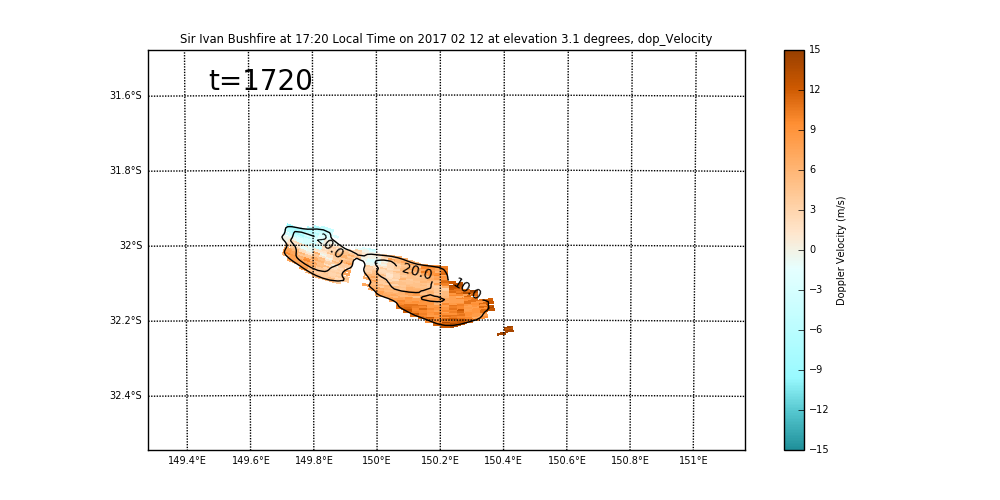 Sir Ivan Bushfire at 17:20 Local Time on 2017 02 12 at elevation 3.1 degrees, dop_Velocity
t=1720
31.6°S
31.8°S
32°S
32.2°S
32.4°S
149.4°E 149.6°E 149.8°E 150°E 150.2°E 150.4°E 150.6°E 150.8°E 151°E
20.0
10.0
15
12
9
6
3
0
−3
−6
−9
−12
−15
Doppler Velocity (m/s)